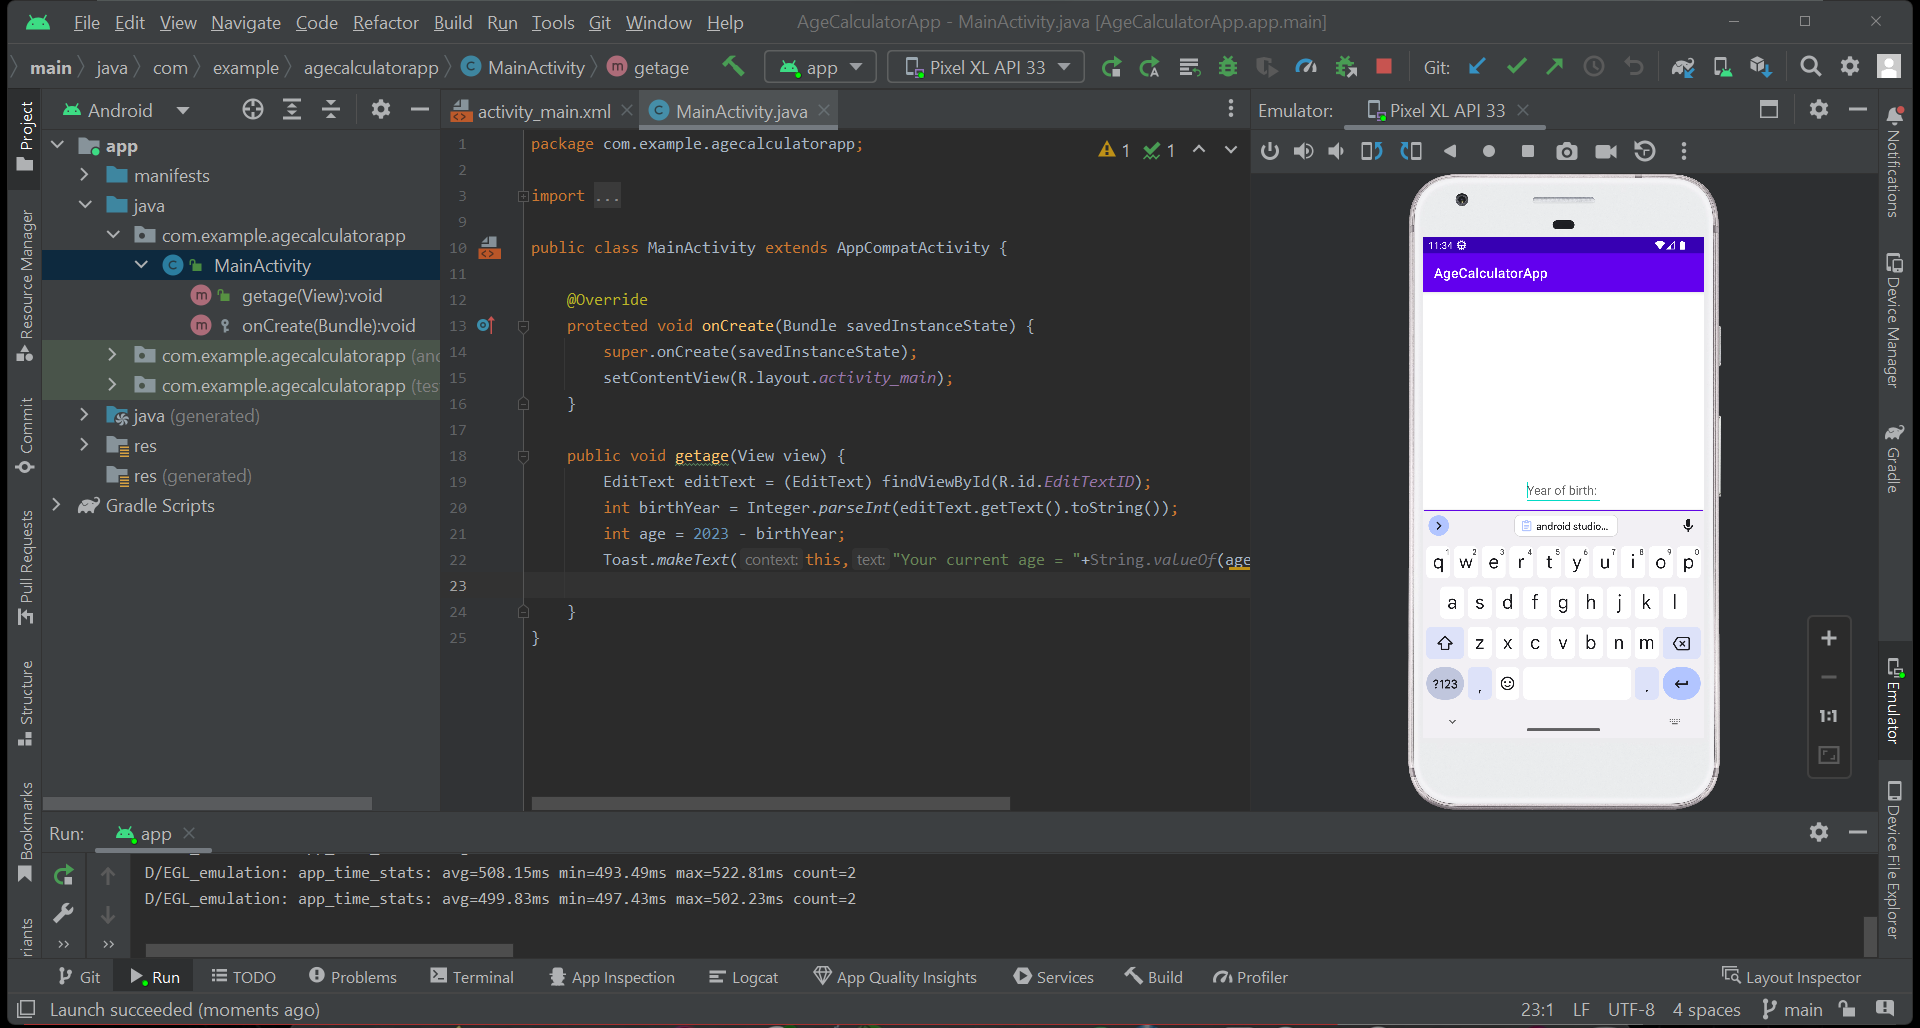 File Edit View Navigate Code Refactor Build Run Tools Git Window Help AgeCalculatorApp - MainActivity.java [AgeCalculatorApp.app.main]
main java com example agecalculatorapp C MainActivity m getage app Pixel XL API 33 Git:
Project
Resource Manager
Commit
Pull Requests
Structure
Bookmarks
riants
Android
app
manifests
java
com.example.agecalculatorapp
C MainActivity
m getage(View):void
m onCreate(Bundle):void
com.example.agecalculatorapp (and
com.example.agecalculatorapp (tes
java (generated)
res
res (generated)
Gradle Scripts
activity_main.xml C MainActivity.java
1 package com.example.agecalculatorapp; 1 1
2
3 import ...
9
10 public class MainActivity extends AppCompatActivity {
11
12 @Override
13 protected void onCreate(Bundle savedInstanceState) {
14 super.onCreate(savedInstanceState);
15 setContentView(R.layout.activity_main);
16 }
17
18 public void getage(View view) {
19 EditText editText = (EditText) findViewById(R.id.EditTextID);
20 int birthYear = Integer.parseInt(editText.getText().toString());
21 int age = 2023 - birthYear;
22 Toast.makeText( context: this, text: "Your current age = "+String.valueOf(age
23
24 }
25 }
Emulator: Pixel XL API 33
11:34
AgeCalculatorApp
Year of birth:
android studio...
q1 w2 e3 r4 t5 y6 u7 i8 o9 p0
a s d f g h j k l
z x c v b n m
?123 , .
+
−
1:1
Notifications
Device Manager
Gradle
Emulator
Device File Explorer
Run: app
D/EGL_emulation: app_time_stats: avg=508.15ms min=493.49ms max=522.81ms count=2
D/EGL_emulation: app_time_stats: avg=499.83ms min=497.43ms max=502.23ms count=2
Git Run TODO Problems Terminal App Inspection Logcat App Quality Insights Services Build Profiler Layout Inspector
Launch succeeded (moments ago) 23:1 LF UTF-8 4 spaces main